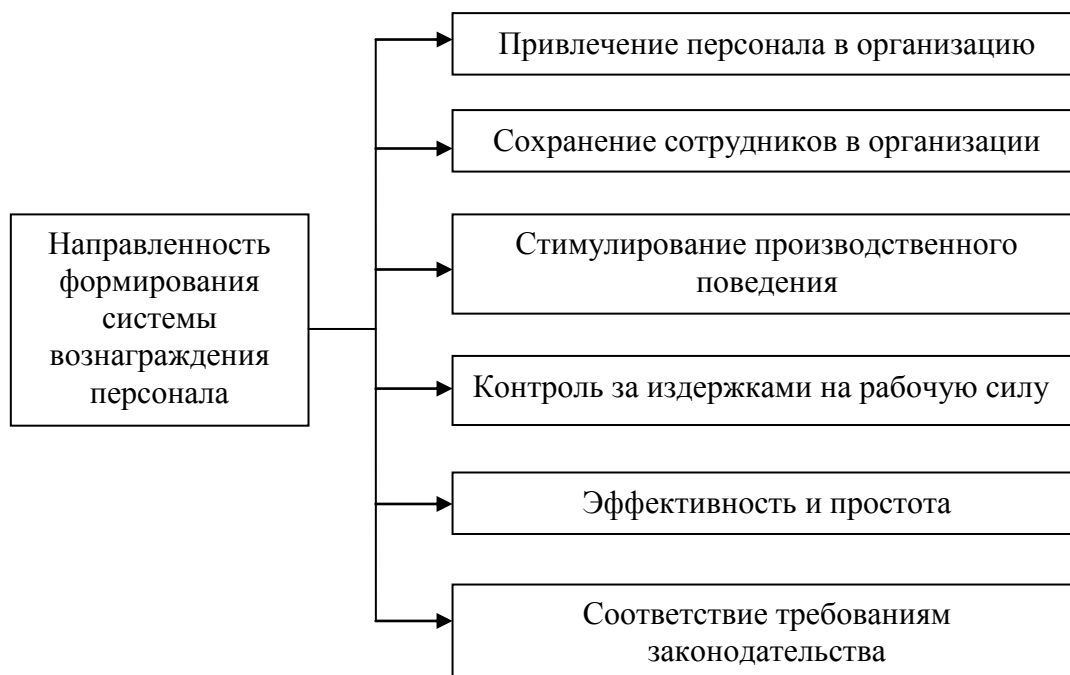 Направленность
формирования
системы
вознаграждения
персонала
Привлечение персонала в организацию
Сохранение сотрудников в организации
Стимулирование производственного
поведения
Контроль за издержками на рабочую силу
Эффективность и простота
Соответствие требованиям
законодательства